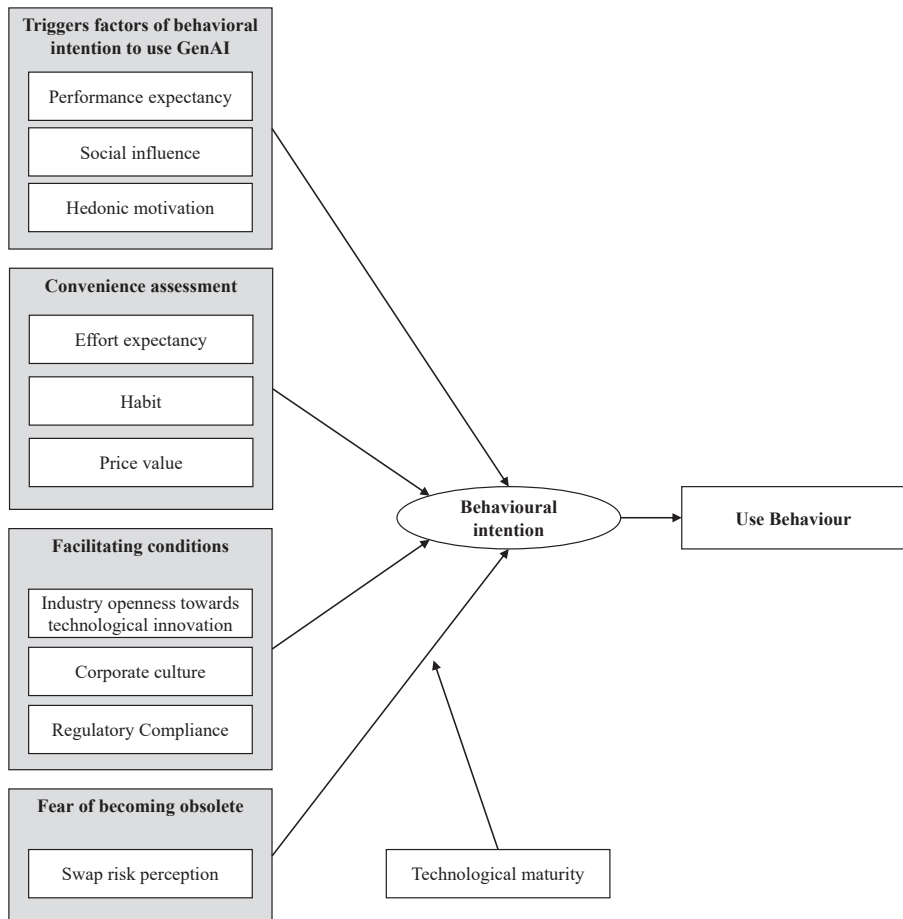 Triggers factors of behavioral
intention to use GenAI
Performance expectancy
Social influence
Hedonic motivation
Convenience assessment
Effort expectancy
Habit
Price value
Behavioural
intention
Use Behaviour
Facilitating conditions
Industry openness towards
technological innovation
Corporate culture
Regulatory Compliance
Fear of becoming obsolete
Swap risk perception
Technological maturity